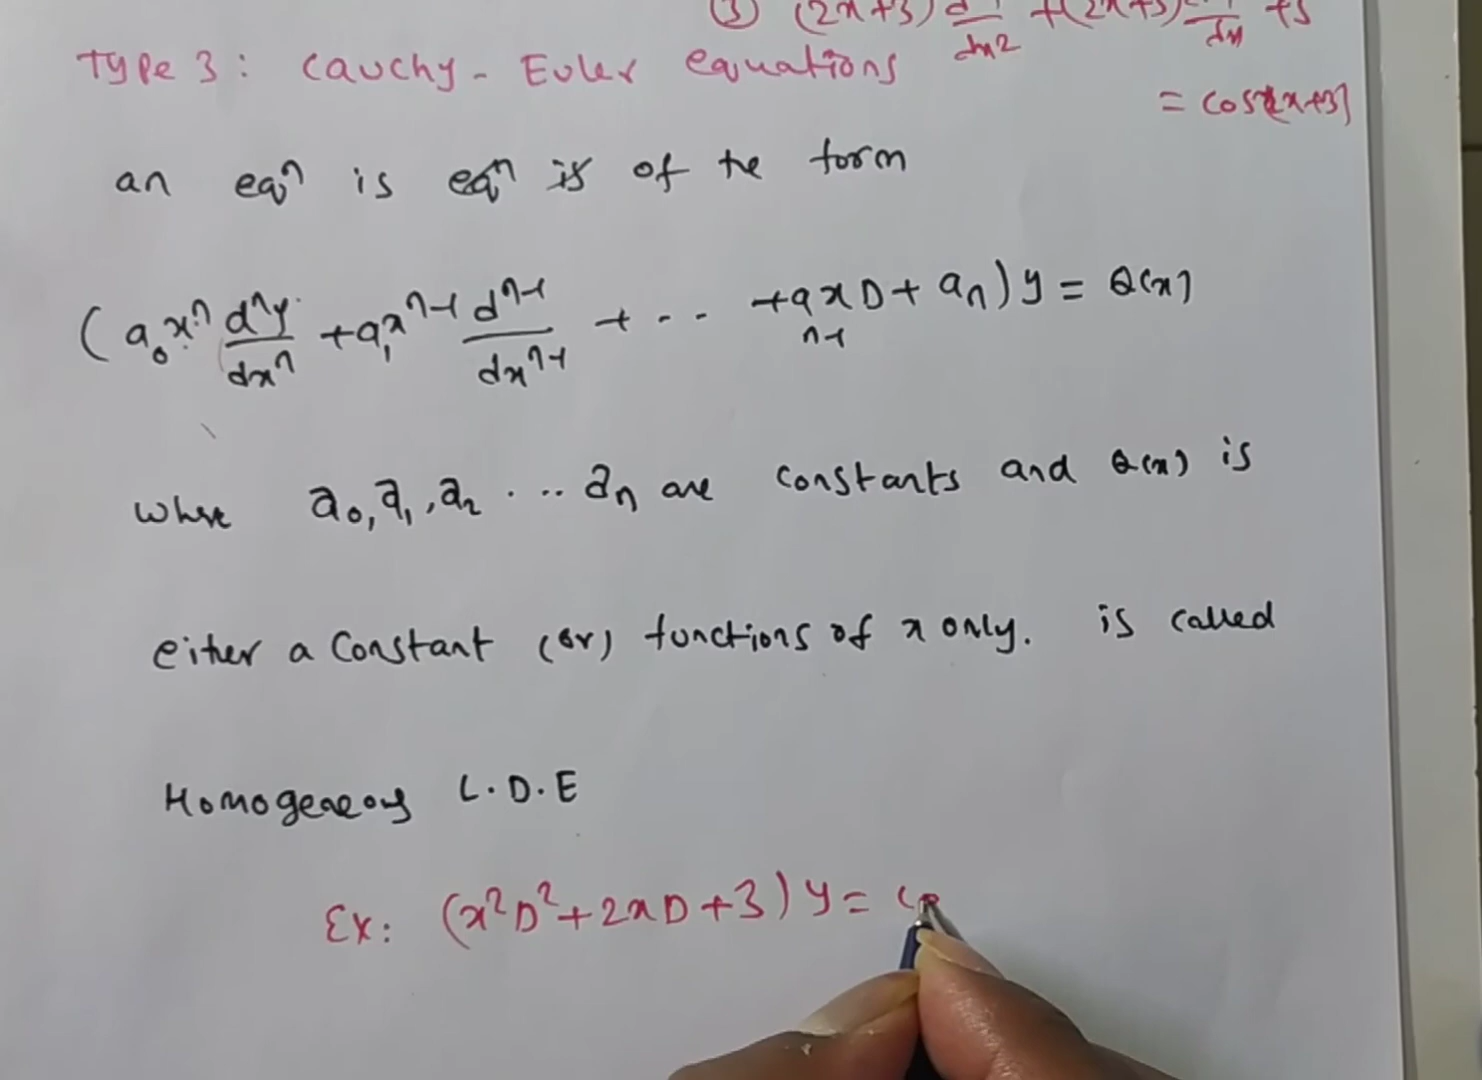 ③ (2x+3) d/dx² + (2x+3) /dx +5
Type 3: Cauchy-Euler equations
= cos(2x+3)
an eqⁿ is eqⁿ is of the form
(a₀xⁿ dⁿy/dxⁿ + a₁xⁿ⁻¹ dⁿ⁻¹/dxⁿ⁻¹ + ... + aₙ₋₁xD + aₙ)y = Q(x)
where a₀, a₁, a₂ ... aₙ are constants and Q(x) is
either a constant (or) functions of x only. is called
Homogeneous L.D.E
Ex: (x²D²+2xD+3)y = co